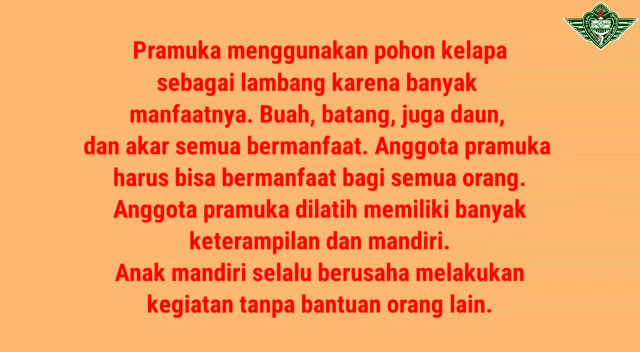 Pramuka menggunakan pohon kelapa
sebagai lambang karena banyak
manfaatnya. Buah, batang, juga daun,
dan akar semua bermanfaat. Anggota pramuka
harus bisa bermanfaat bagi semua orang.
Anggota pramuka dilatih memiliki banyak
keterampilan dan mandiri.
Anak mandiri selalu berusaha melakukan
kegiatan tanpa bantuan orang lain.